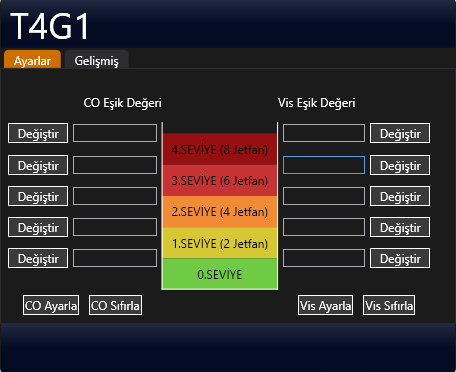 T4G1
Ayarlar Gelişmiş
CO Eşik Değeri Vis Eşik Değeri
Değiştir Değiştir
4.SEVİYE (8 Jetfan)
Değiştir Değiştir
3.SEVİYE (6 Jetfan)
Değiştir Değiştir
2.SEVİYE (4 Jetfan)
Değiştir Değiştir
1.SEVİYE (2 Jetfan)
Değiştir Değiştir
0.SEVİYE
CO Ayarla CO Sıfırla Vis Ayarla Vis Sıfırla